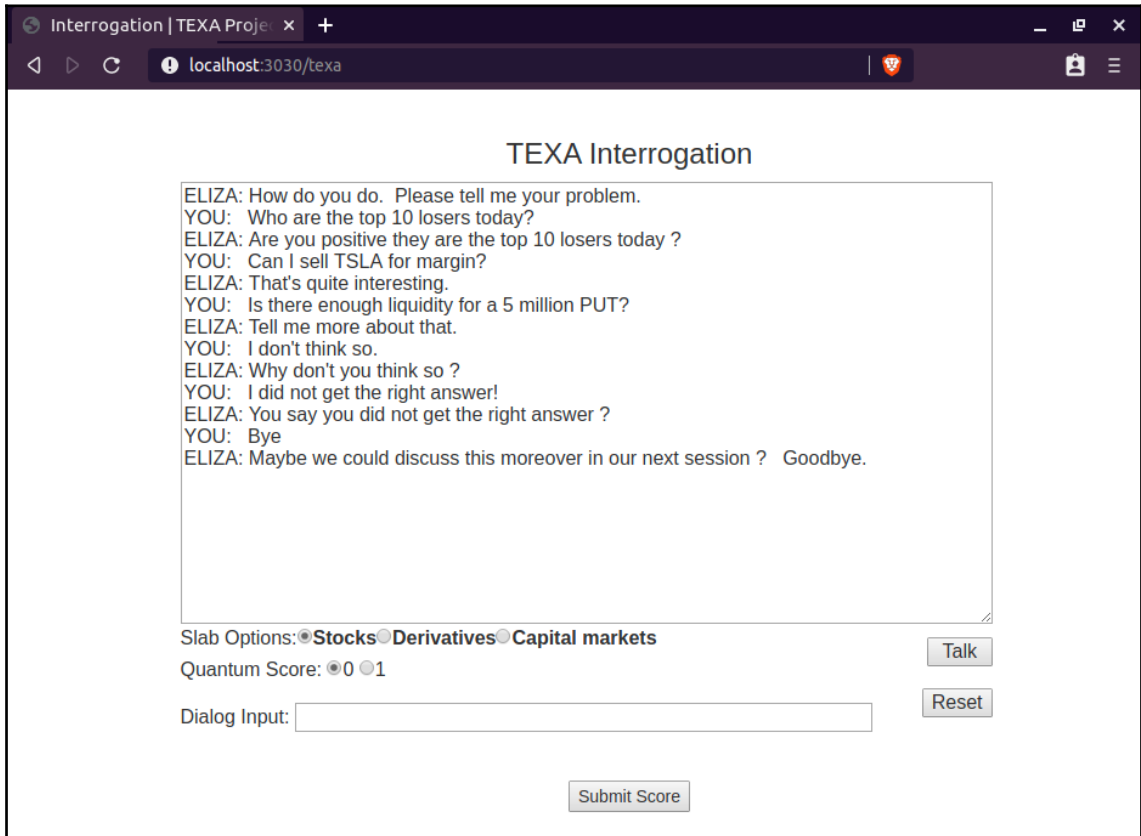 Interrogation | TEXA Projec
localhost:3030/texa
TEXA Interrogation
ELIZA: How do you do.  Please tell me your problem.
YOU:   Who are the top 10 losers today?
ELIZA: Are you positive they are the top 10 losers today ?
YOU:   Can I sell TSLA for margin?
ELIZA: That's quite interesting.
YOU:   Is there enough liquidity for a 5 million PUT?
ELIZA: Tell me more about that.
YOU:   I don't think so.
ELIZA: Why don't you think so ?
YOU:   I did not get the right answer!
ELIZA: You say you did not get the right answer ?
YOU:   Bye
ELIZA: Maybe we could discuss this moreover in our next session ?   Goodbye.
Slab Options: Stocks Derivatives Capital markets
Talk
Quantum Score: 0 1
Reset
Dialog Input:
Submit Score